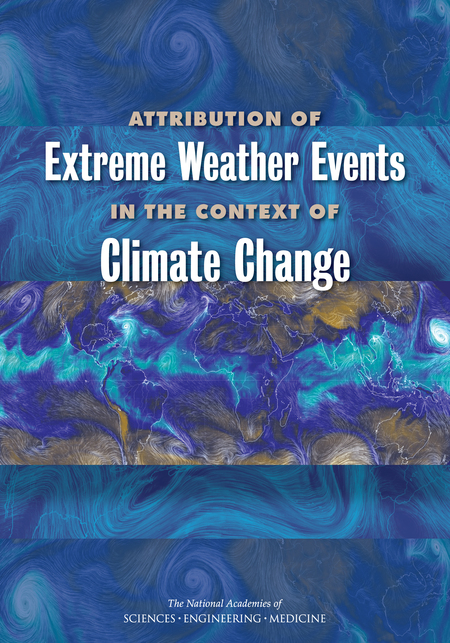 ATTRIBUTION OF
Extreme Weather Events
IN THE CONTEXT OF
Climate Change
The National Academies of
SCIENCES • ENGINEERING • MEDICINE